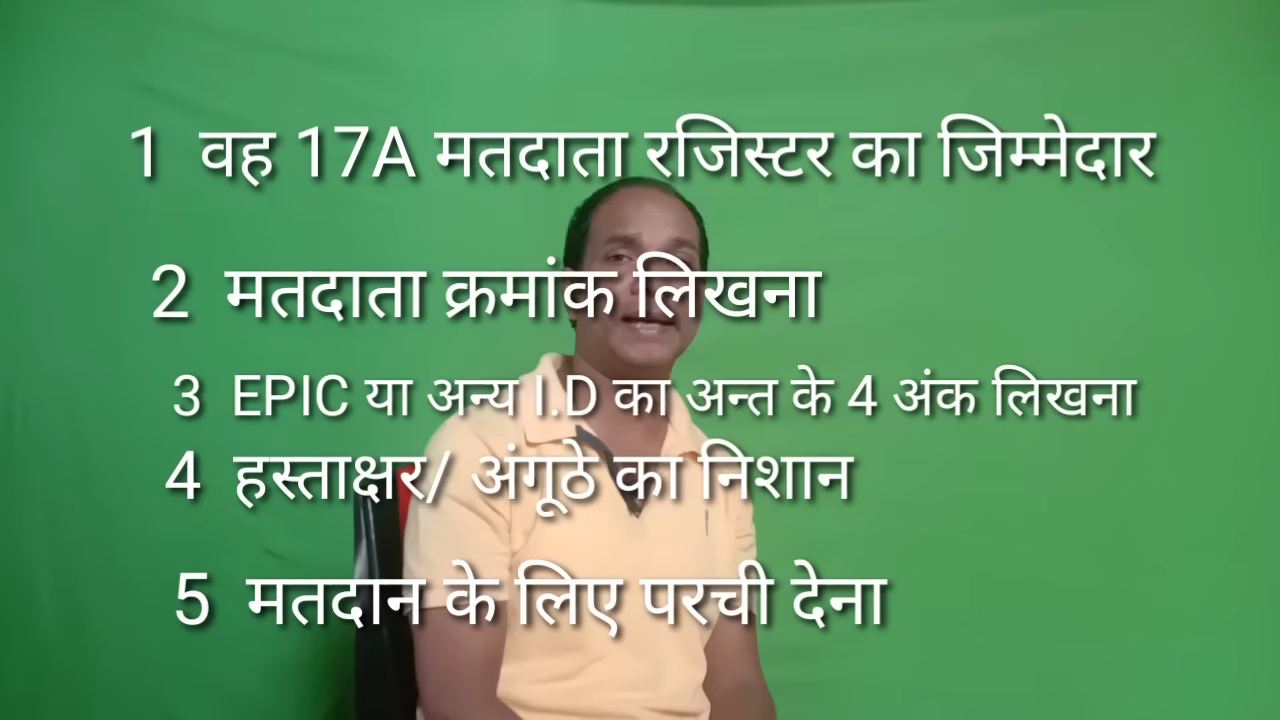 1 वह 17A मतदाता रजिस्टर का जिम्मेदार
2 मतदाता क्रमांक लिखना
3 EPIC या अन्य I.D का अन्त के 4 अंक लिखना
4 हस्ताक्षर/ अंगूठे का निशान
5 मतदान के लिए परची देना